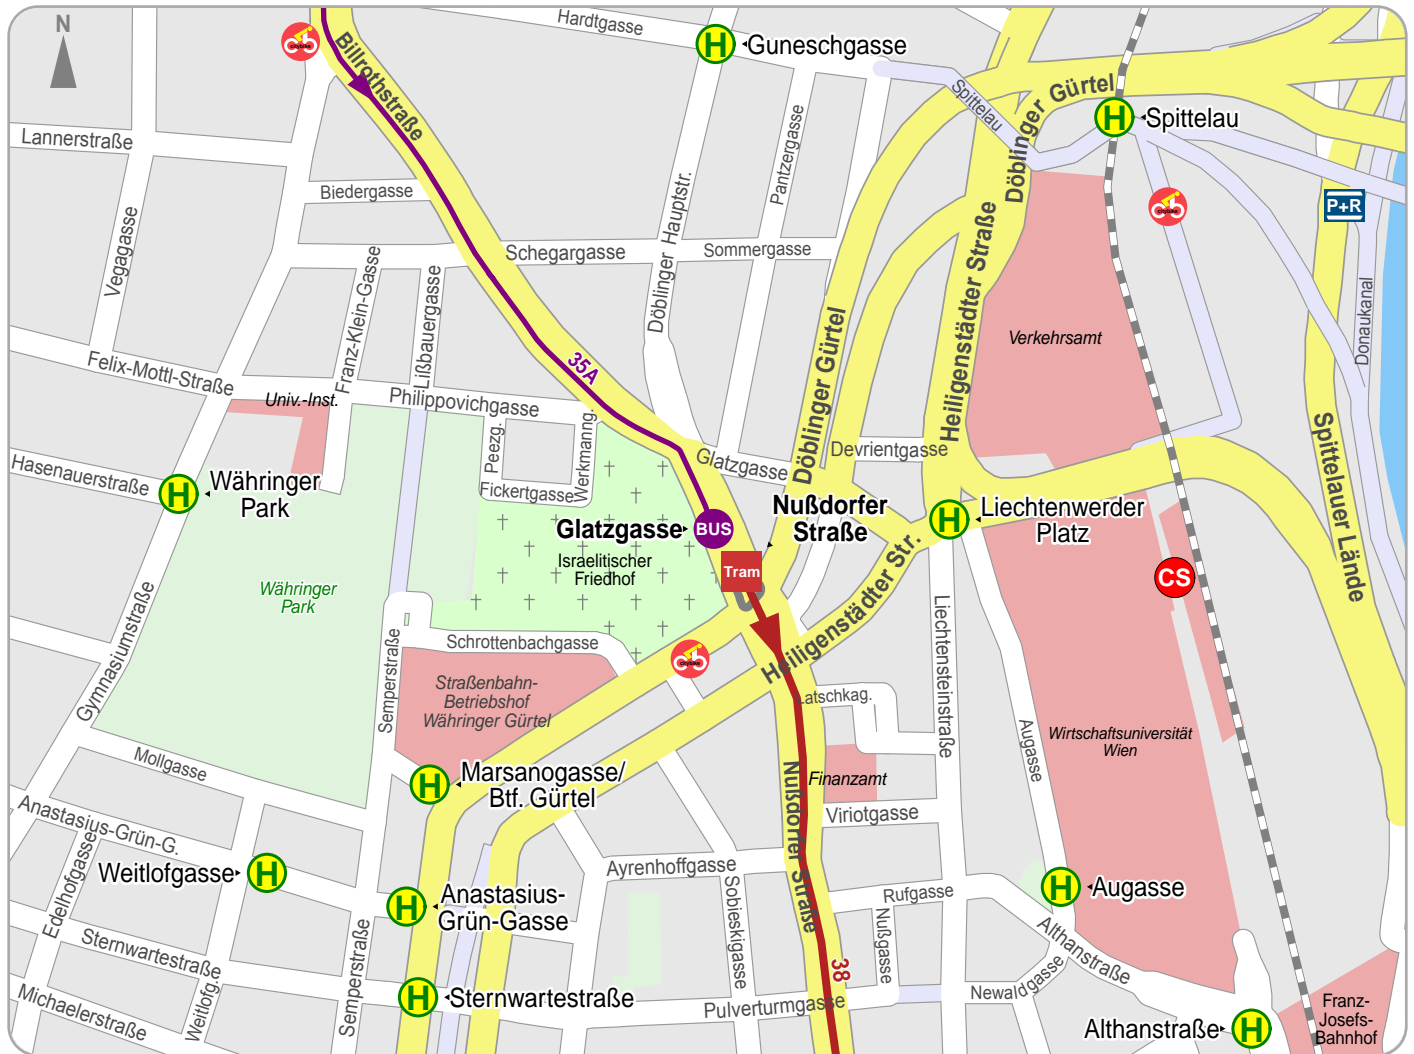 N
citybike
Billrothstraße
Hardtgasse
H
Guneschgasse
Spittelau
Döblinger Gürtel
H
Spittelau
Lannerstraße
Biedergasse
Pantzergasse
citybike
P+R
Vegagasse
Franz-Klein-Gasse
Lißbauergasse
Schegargasse
Döblinger Hauptstr.
Sommergasse
Heiligenstädter Straße
Verkehrsamt
Donaukanal
Felix-Mottl-Straße
Univ.-Inst.
Philippovichgasse
35A
Döblinger Gürtel
Spittelauer Lände
Hasenauerstraße
H
Währinger
Park
Peezg.
Werkmanng.
Fickertgasse
Glatzgasse
Devrientgasse
Glatzgasse
BUS
Nußdorfer
Straße
H
Liechtenwerder
Platz
Israelitischer
Friedhof
Tram
CS
Währinger
Park
Gymnasiumstraße
Semperstraße
Schrottenbachgasse
citybike
Heiligenstädter Str.
Liechtensteinstraße
Straßenbahn-
Betriebshof
Währinger Gürtel
Latschkag.
Augasse
Wirtschaftsuniversität
Wien
Mollgasse
H
Marsanogasse/
Btf. Gürtel
Nußdorfer Straße
Finanzamt
Viriotgasse
Anastasius-Grün-G.
Edelhofgasse
Weitlofgasse
H
Ayrenhoffgasse
Sobieskigasse
Rufgasse
Nußgasse
H
Augasse
H
Anastasius-
Grün-Gasse
Sternwartestraße
Semperstraße
Althanstraße
38
Michaelerstraße
Weitlofg.
H
Sternwartestraße
Pulverturmgasse
Newaldgasse
Althanstraße
H
Franz-
Josefs-
Bahnhof